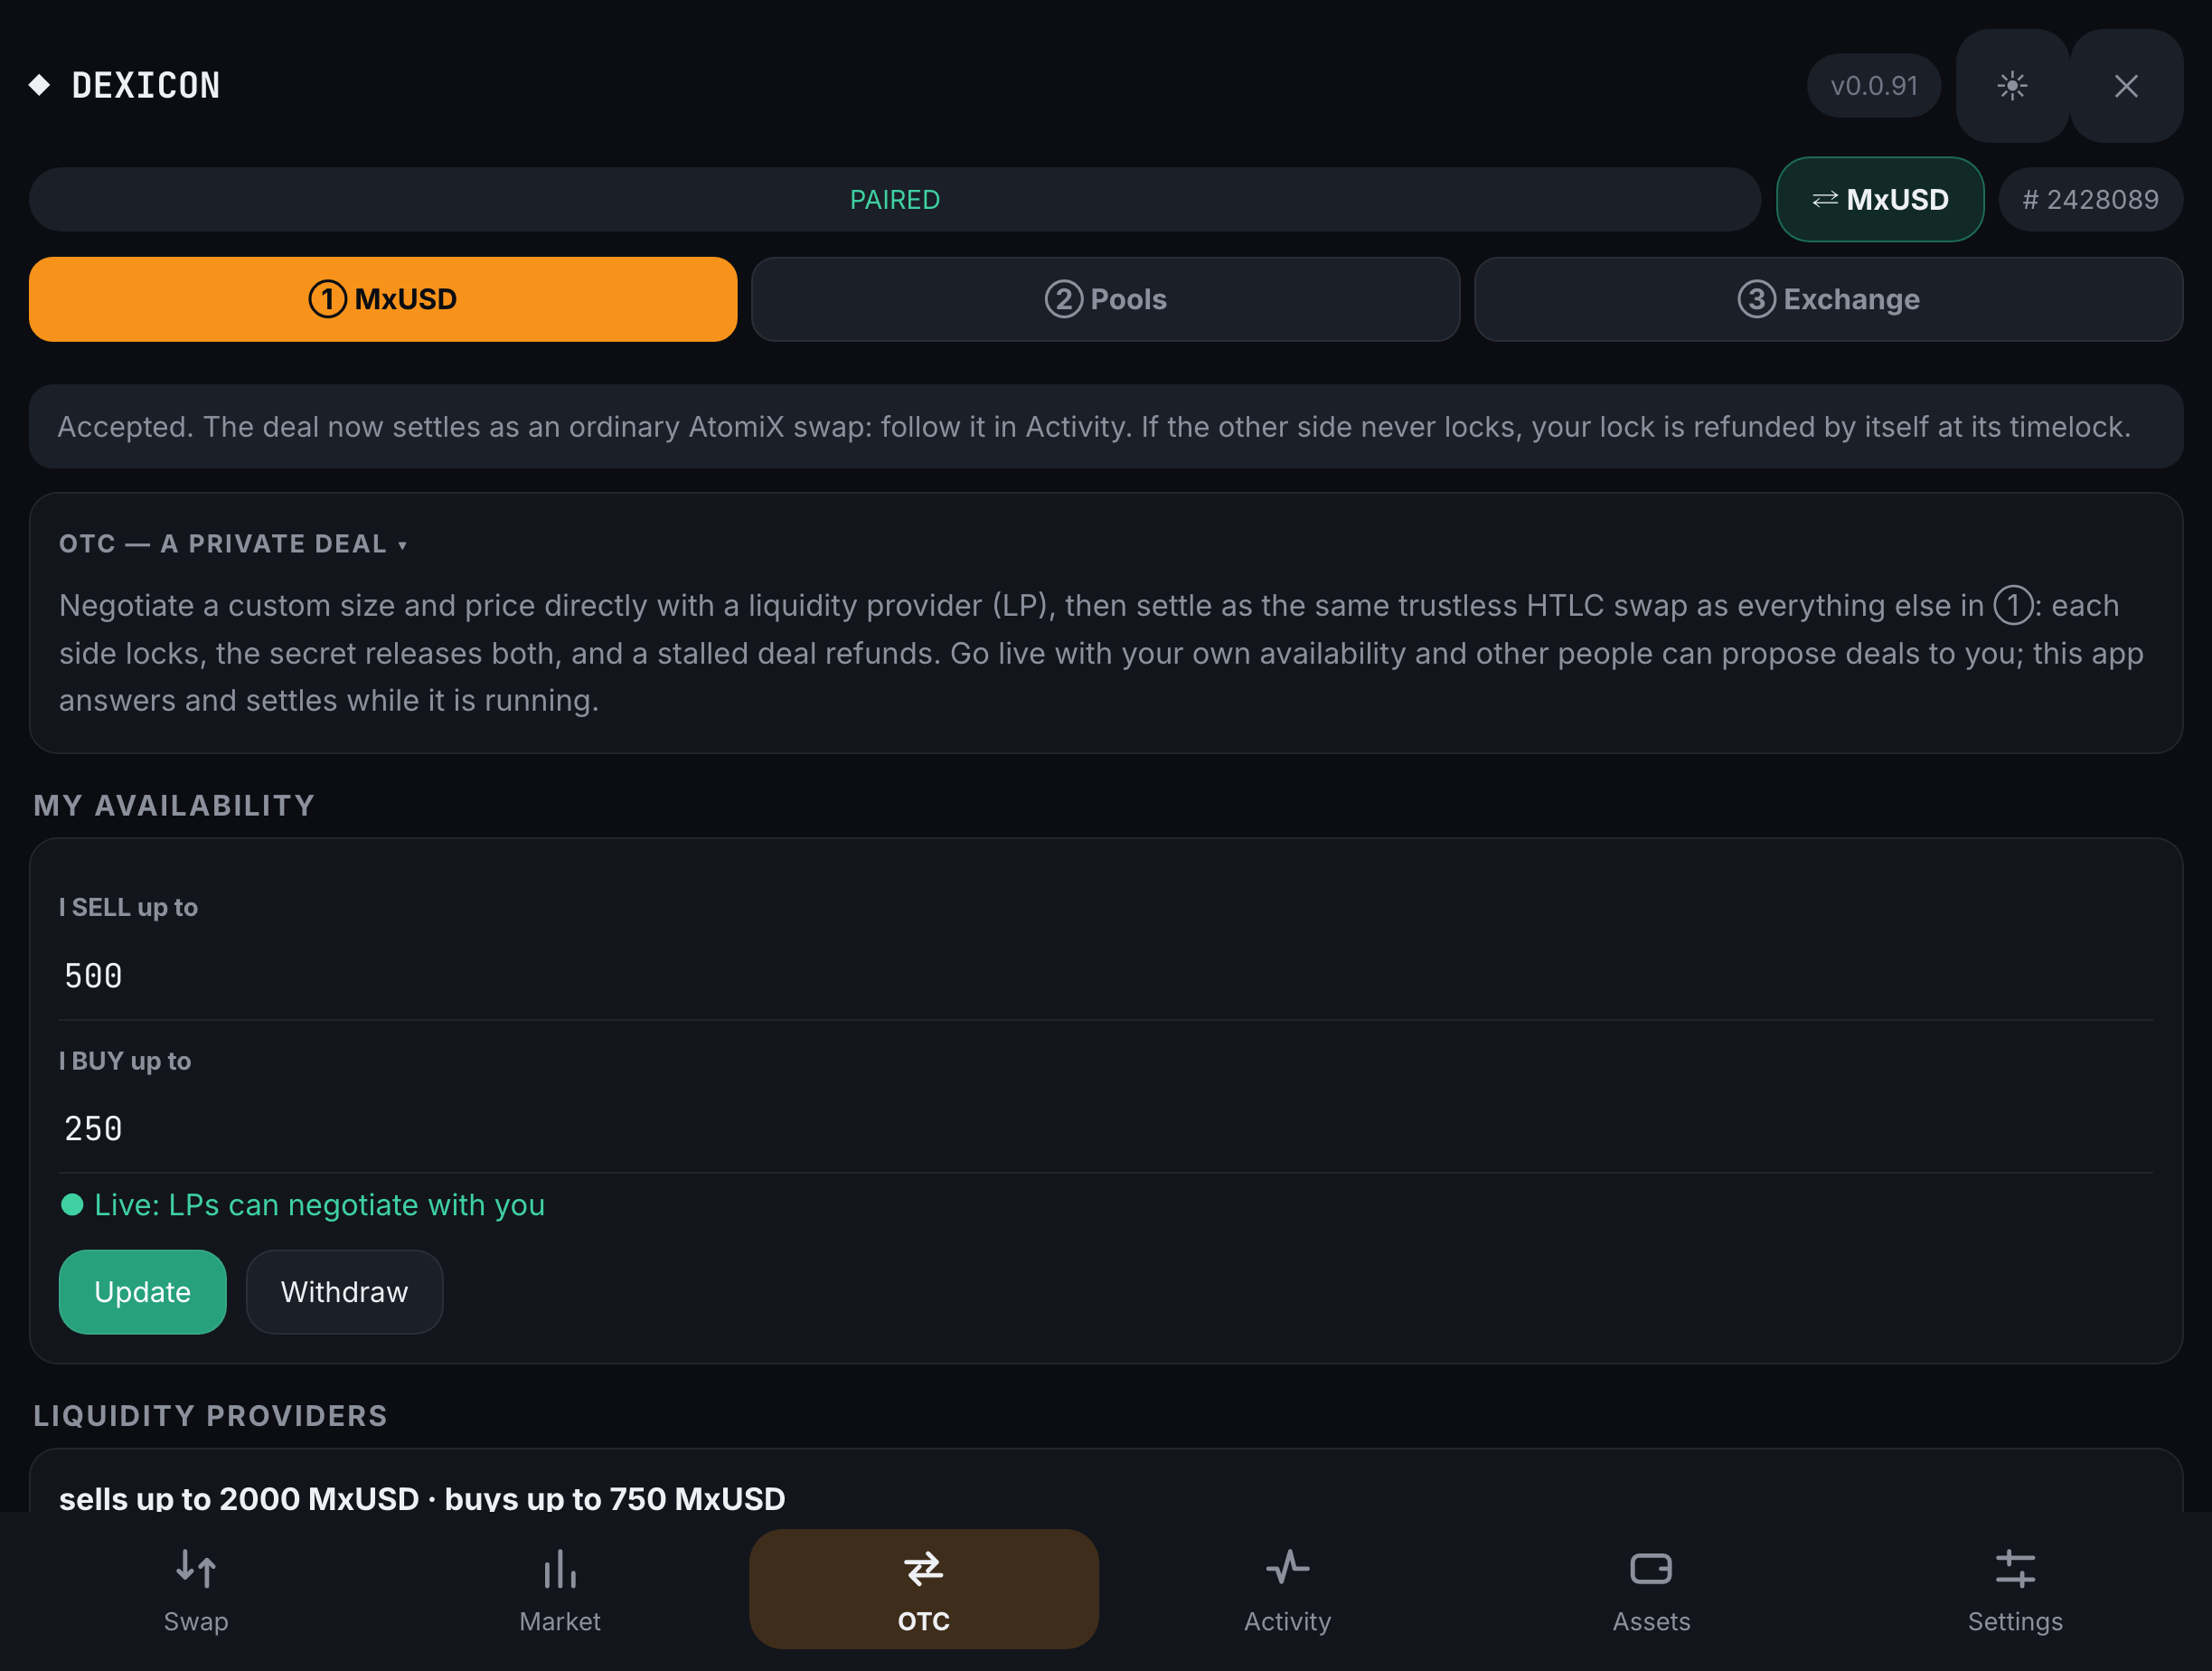 ◆ DEXICON
v0.0.91
PAIRED
⇄ MxUSD
# 2428089
① MxUSD
② Pools
③ Exchange
Accepted. The deal now settles as an ordinary AtomiX swap: follow it in Activity. If the other side never locks, your lock is refunded by itself at its timelock.
OTC — A PRIVATE DEAL ▾
Negotiate a custom size and price directly with a liquidity provider (LP), then settle as the same trustless HTLC swap as everything else in ①: each
side locks, the secret releases both, and a stalled deal refunds. Go live with your own availability and other people can propose deals to you; this app
answers and settles while it is running.
MY AVAILABILITY
I SELL up to
500
I BUY up to
250
● Live: LPs can negotiate with you
Update
Withdraw
LIQUIDITY PROVIDERS
sells up to 2000 MxUSD · buys up to 750 MxUSD
Swap
Market
OTC
Activity
Assets
Settings